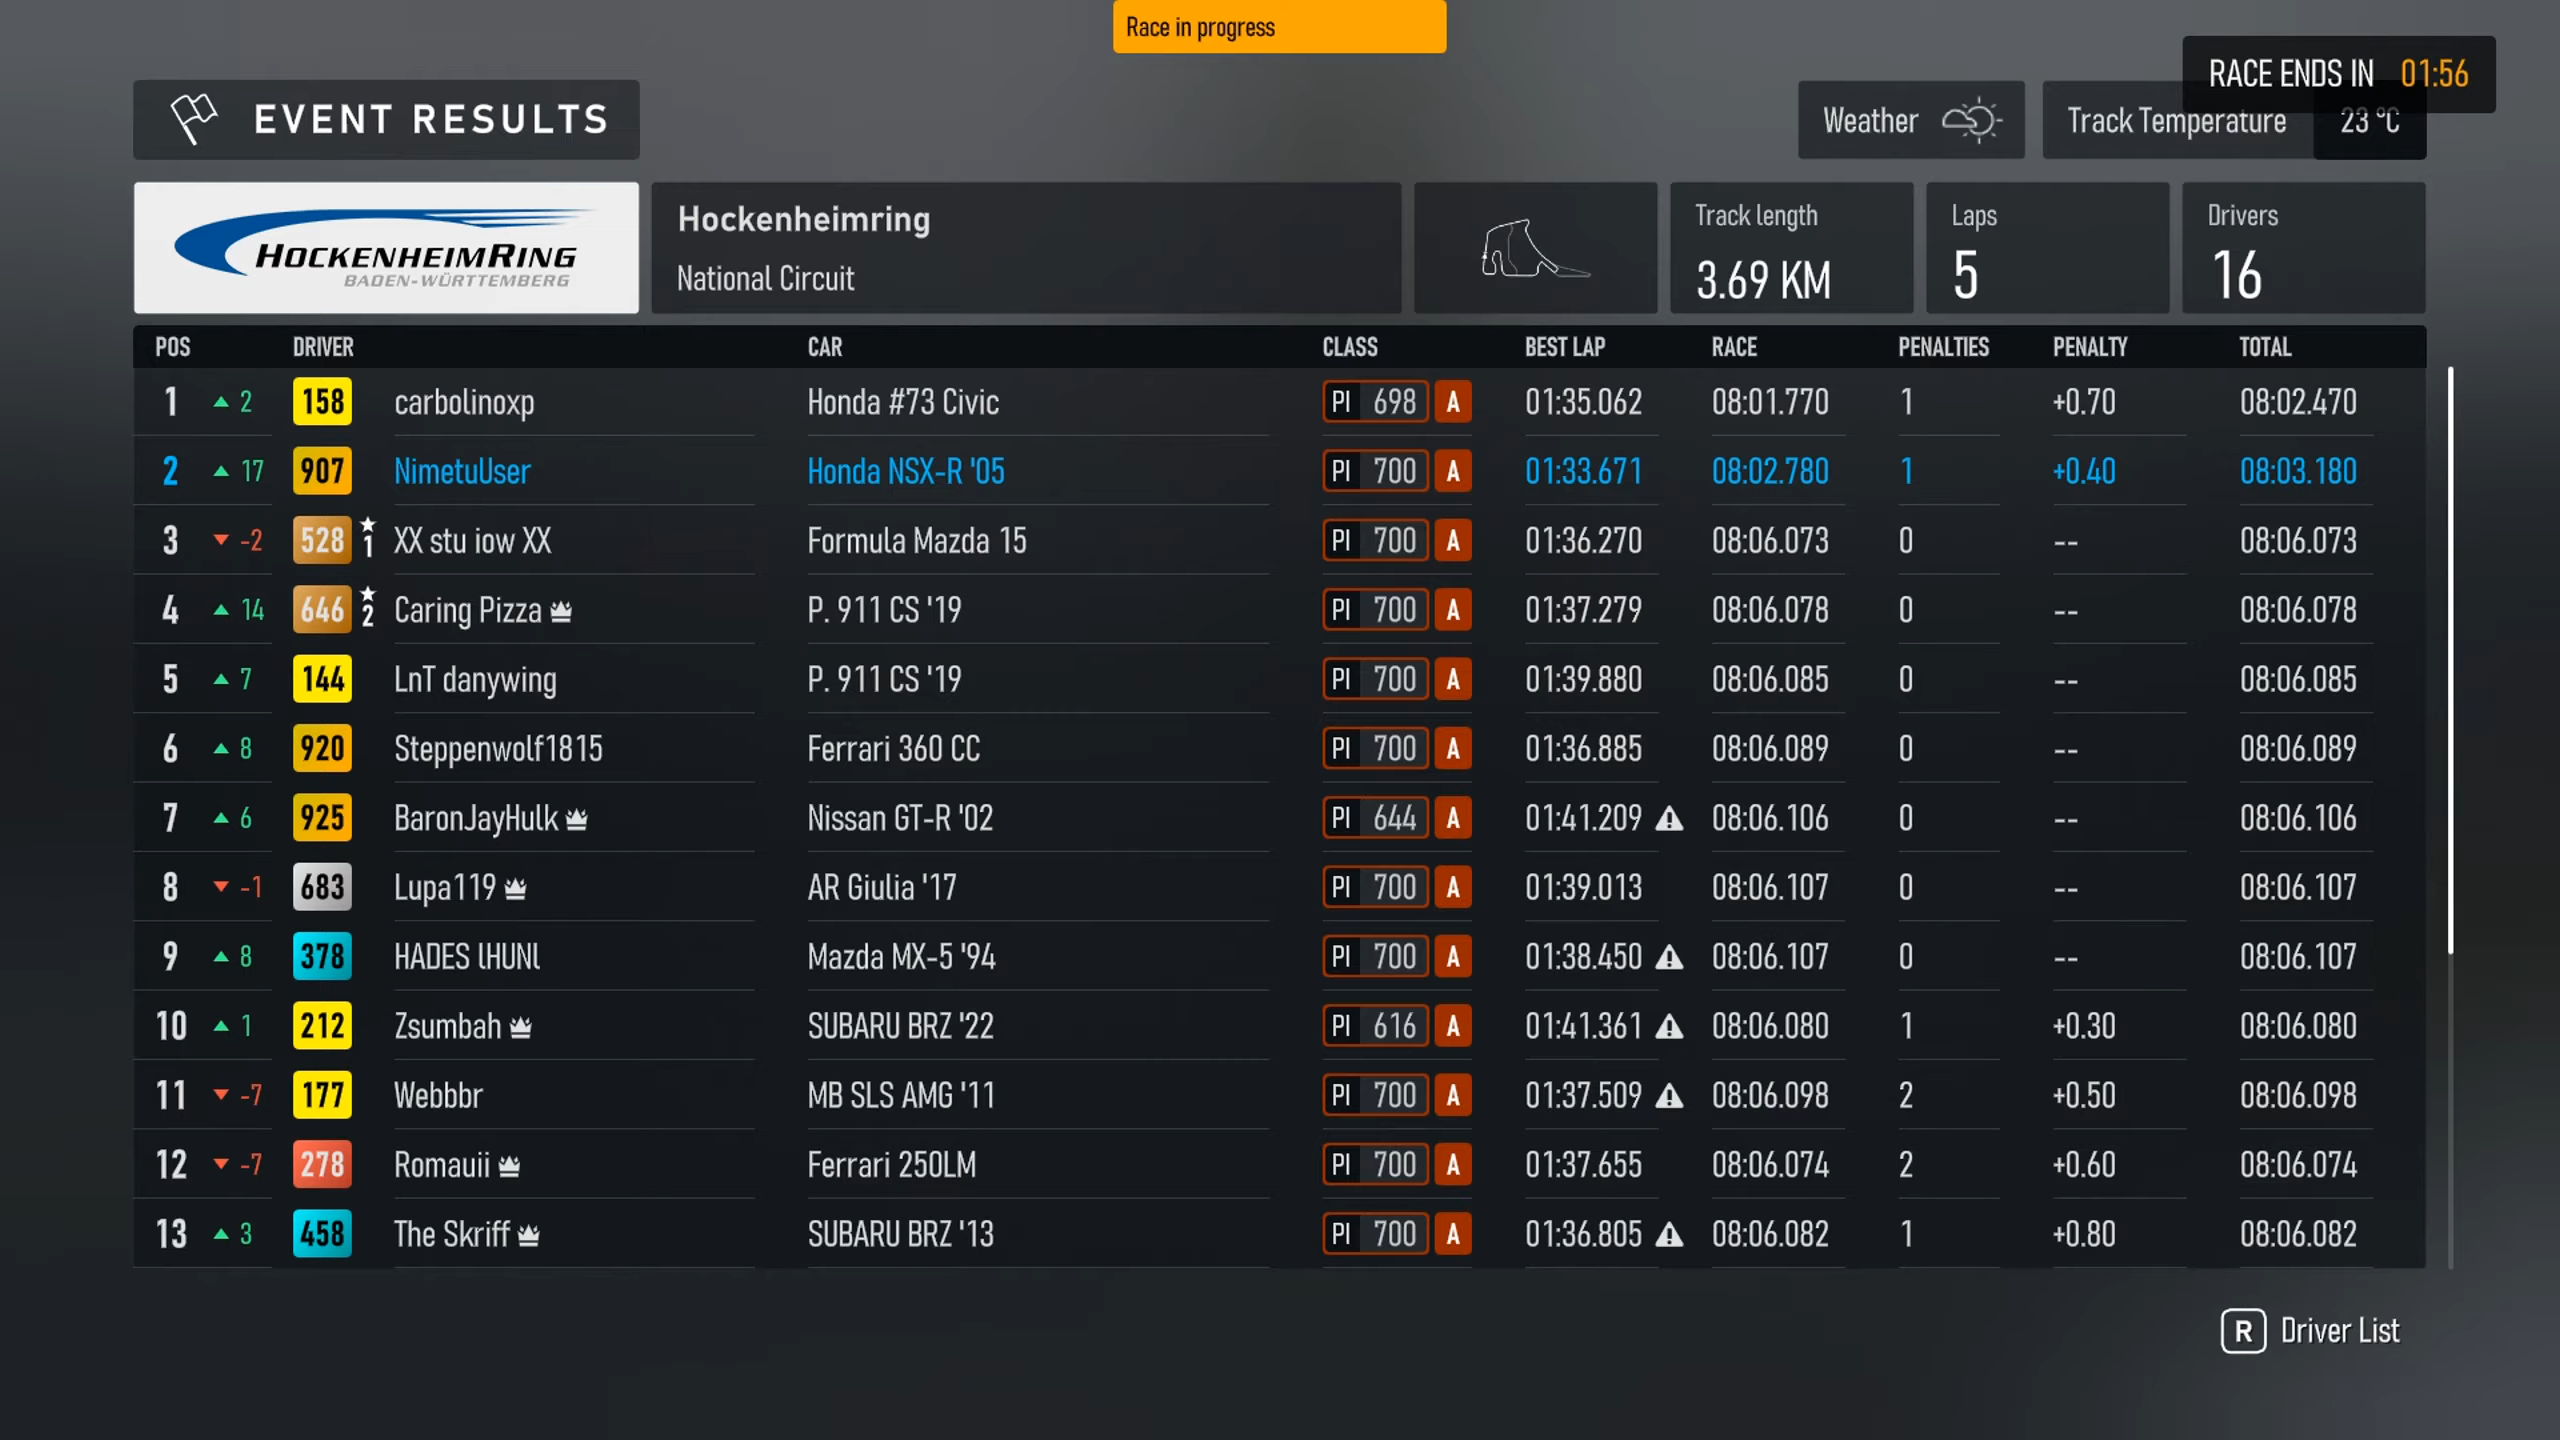 Race in progress
RACE ENDS IN 01:56
EVENT RESULTS
Weather
Track Temperature 23 °C
HOCKENHEIMRING
BADEN-WÜRTTEMBERG
Hockenheimring
National Circuit
Track length
3.69 KM
Laps
5
Drivers
16
POS DRIVER CAR CLASS BEST LAP RACE PENALTIES PENALTY TOTAL
1 2 158 carbolinoxp Honda #73 Civic PI 698 A 01:35.062 08:01.770 1 +0.70 08:02.470
2 17 907 NimetuUser Honda NSX-R '05 PI 700 A 01:33.671 08:02.780 1 +0.40 08:03.180
3 -2 528 1 XX stu iow XX Formula Mazda 15 PI 700 A 01:36.270 08:06.073 0 -- 08:06.073
4 14 646 2 Caring Pizza P. 911 CS '19 PI 700 A 01:37.279 08:06.078 0 -- 08:06.078
5 7 144 LnT danywing P. 911 CS '19 PI 700 A 01:39.880 08:06.085 0 -- 08:06.085
6 8 920 Steppenwolf1815 Ferrari 360 CC PI 700 A 01:36.885 08:06.089 0 -- 08:06.089
7 6 925 BaronJayHulk Nissan GT-R '02 PI 644 A 01:41.209 08:06.106 0 -- 08:06.106
8 -1 683 Lupa119 AR Giulia '17 PI 700 A 01:39.013 08:06.107 0 -- 08:06.107
9 8 378 HADES lHUNl Mazda MX-5 '94 PI 700 A 01:38.450 08:06.107 0 -- 08:06.107
10 1 212 Zsumbah SUBARU BRZ '22 PI 616 A 01:41.361 08:06.080 1 +0.30 08:06.080
11 -7 177 Webbbr MB SLS AMG '11 PI 700 A 01:37.509 08:06.098 2 +0.50 08:06.098
12 -7 278 Romauii Ferrari 250LM PI 700 A 01:37.655 08:06.074 2 +0.60 08:06.074
13 3 458 The Skriff SUBARU BRZ '13 PI 700 A 01:36.805 08:06.082 1 +0.80 08:06.082
R Driver List